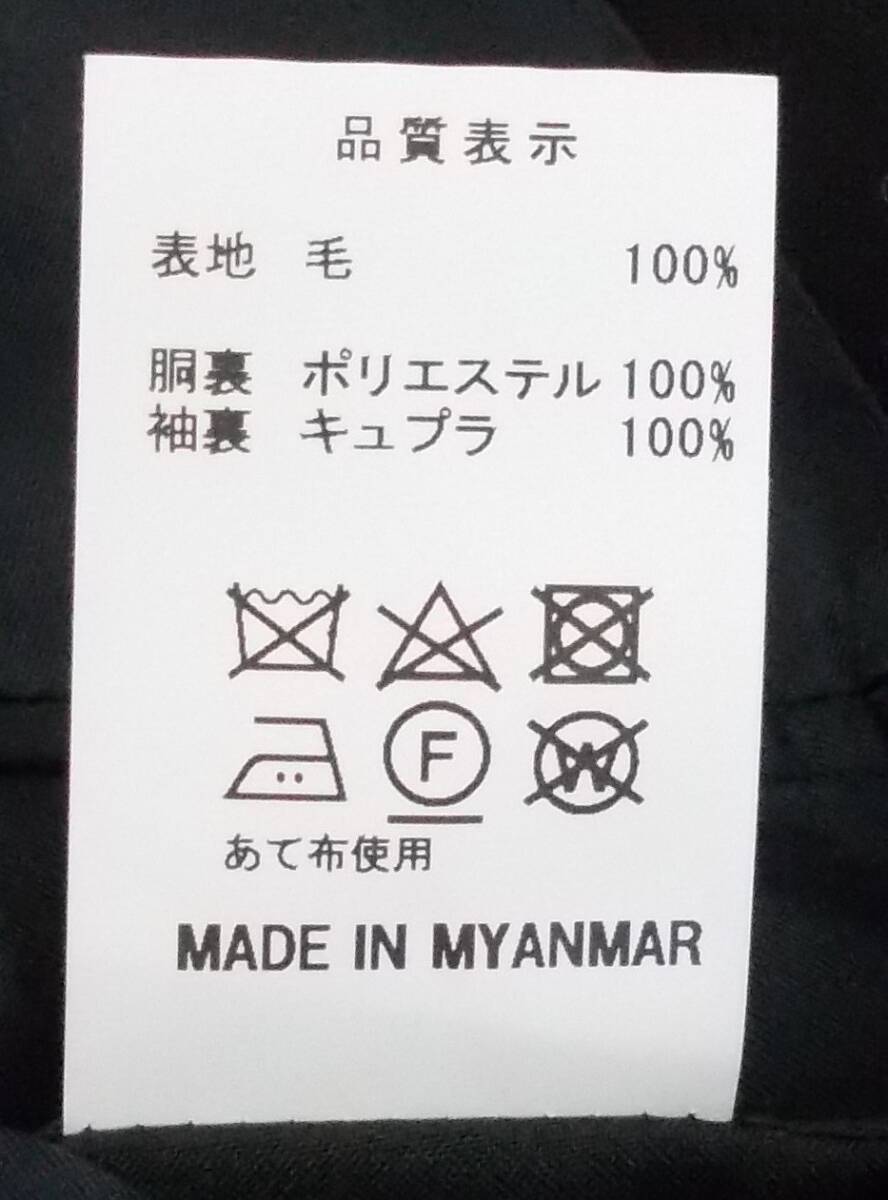 品質表示
表地 毛 100%
胴裏 ポリエステル 100%
袖裏 キュプラ 100%
F W
あて布使用
MADE IN MYANMAR